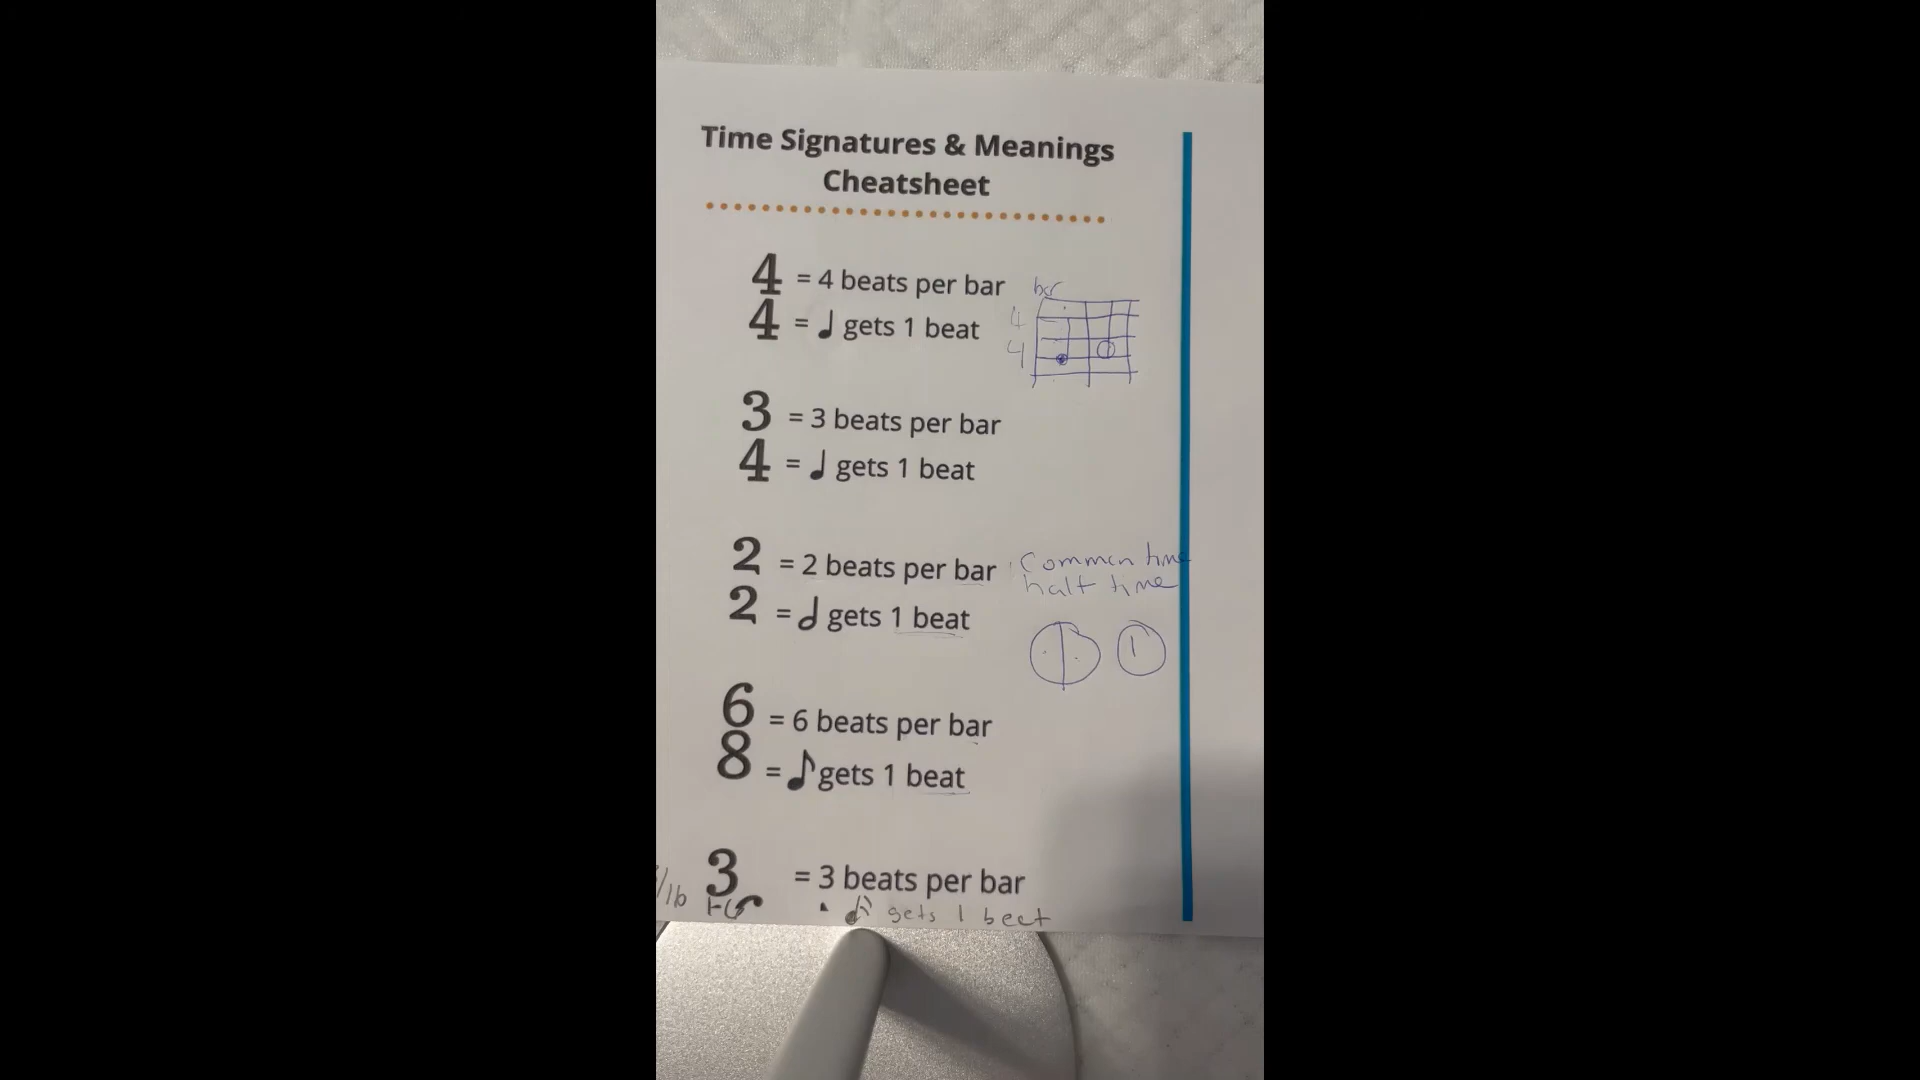 Time Signatures & Meanings
Cheatsheet
4 = 4 beats per bar
bar
4
4 = ♩ gets 1 beat
4
3 = 3 beats per bar
4 = ♩ gets 1 beat
2 = 2 beats per bar
Common time
half time
2 = 𝅗𝅥 gets 1 beat
6 = 6 beats per bar
8 = ♪ gets 1 beat
3 = 3 beats per bar
/16
16 𝅘𝅥𝅯 gets 1 beat